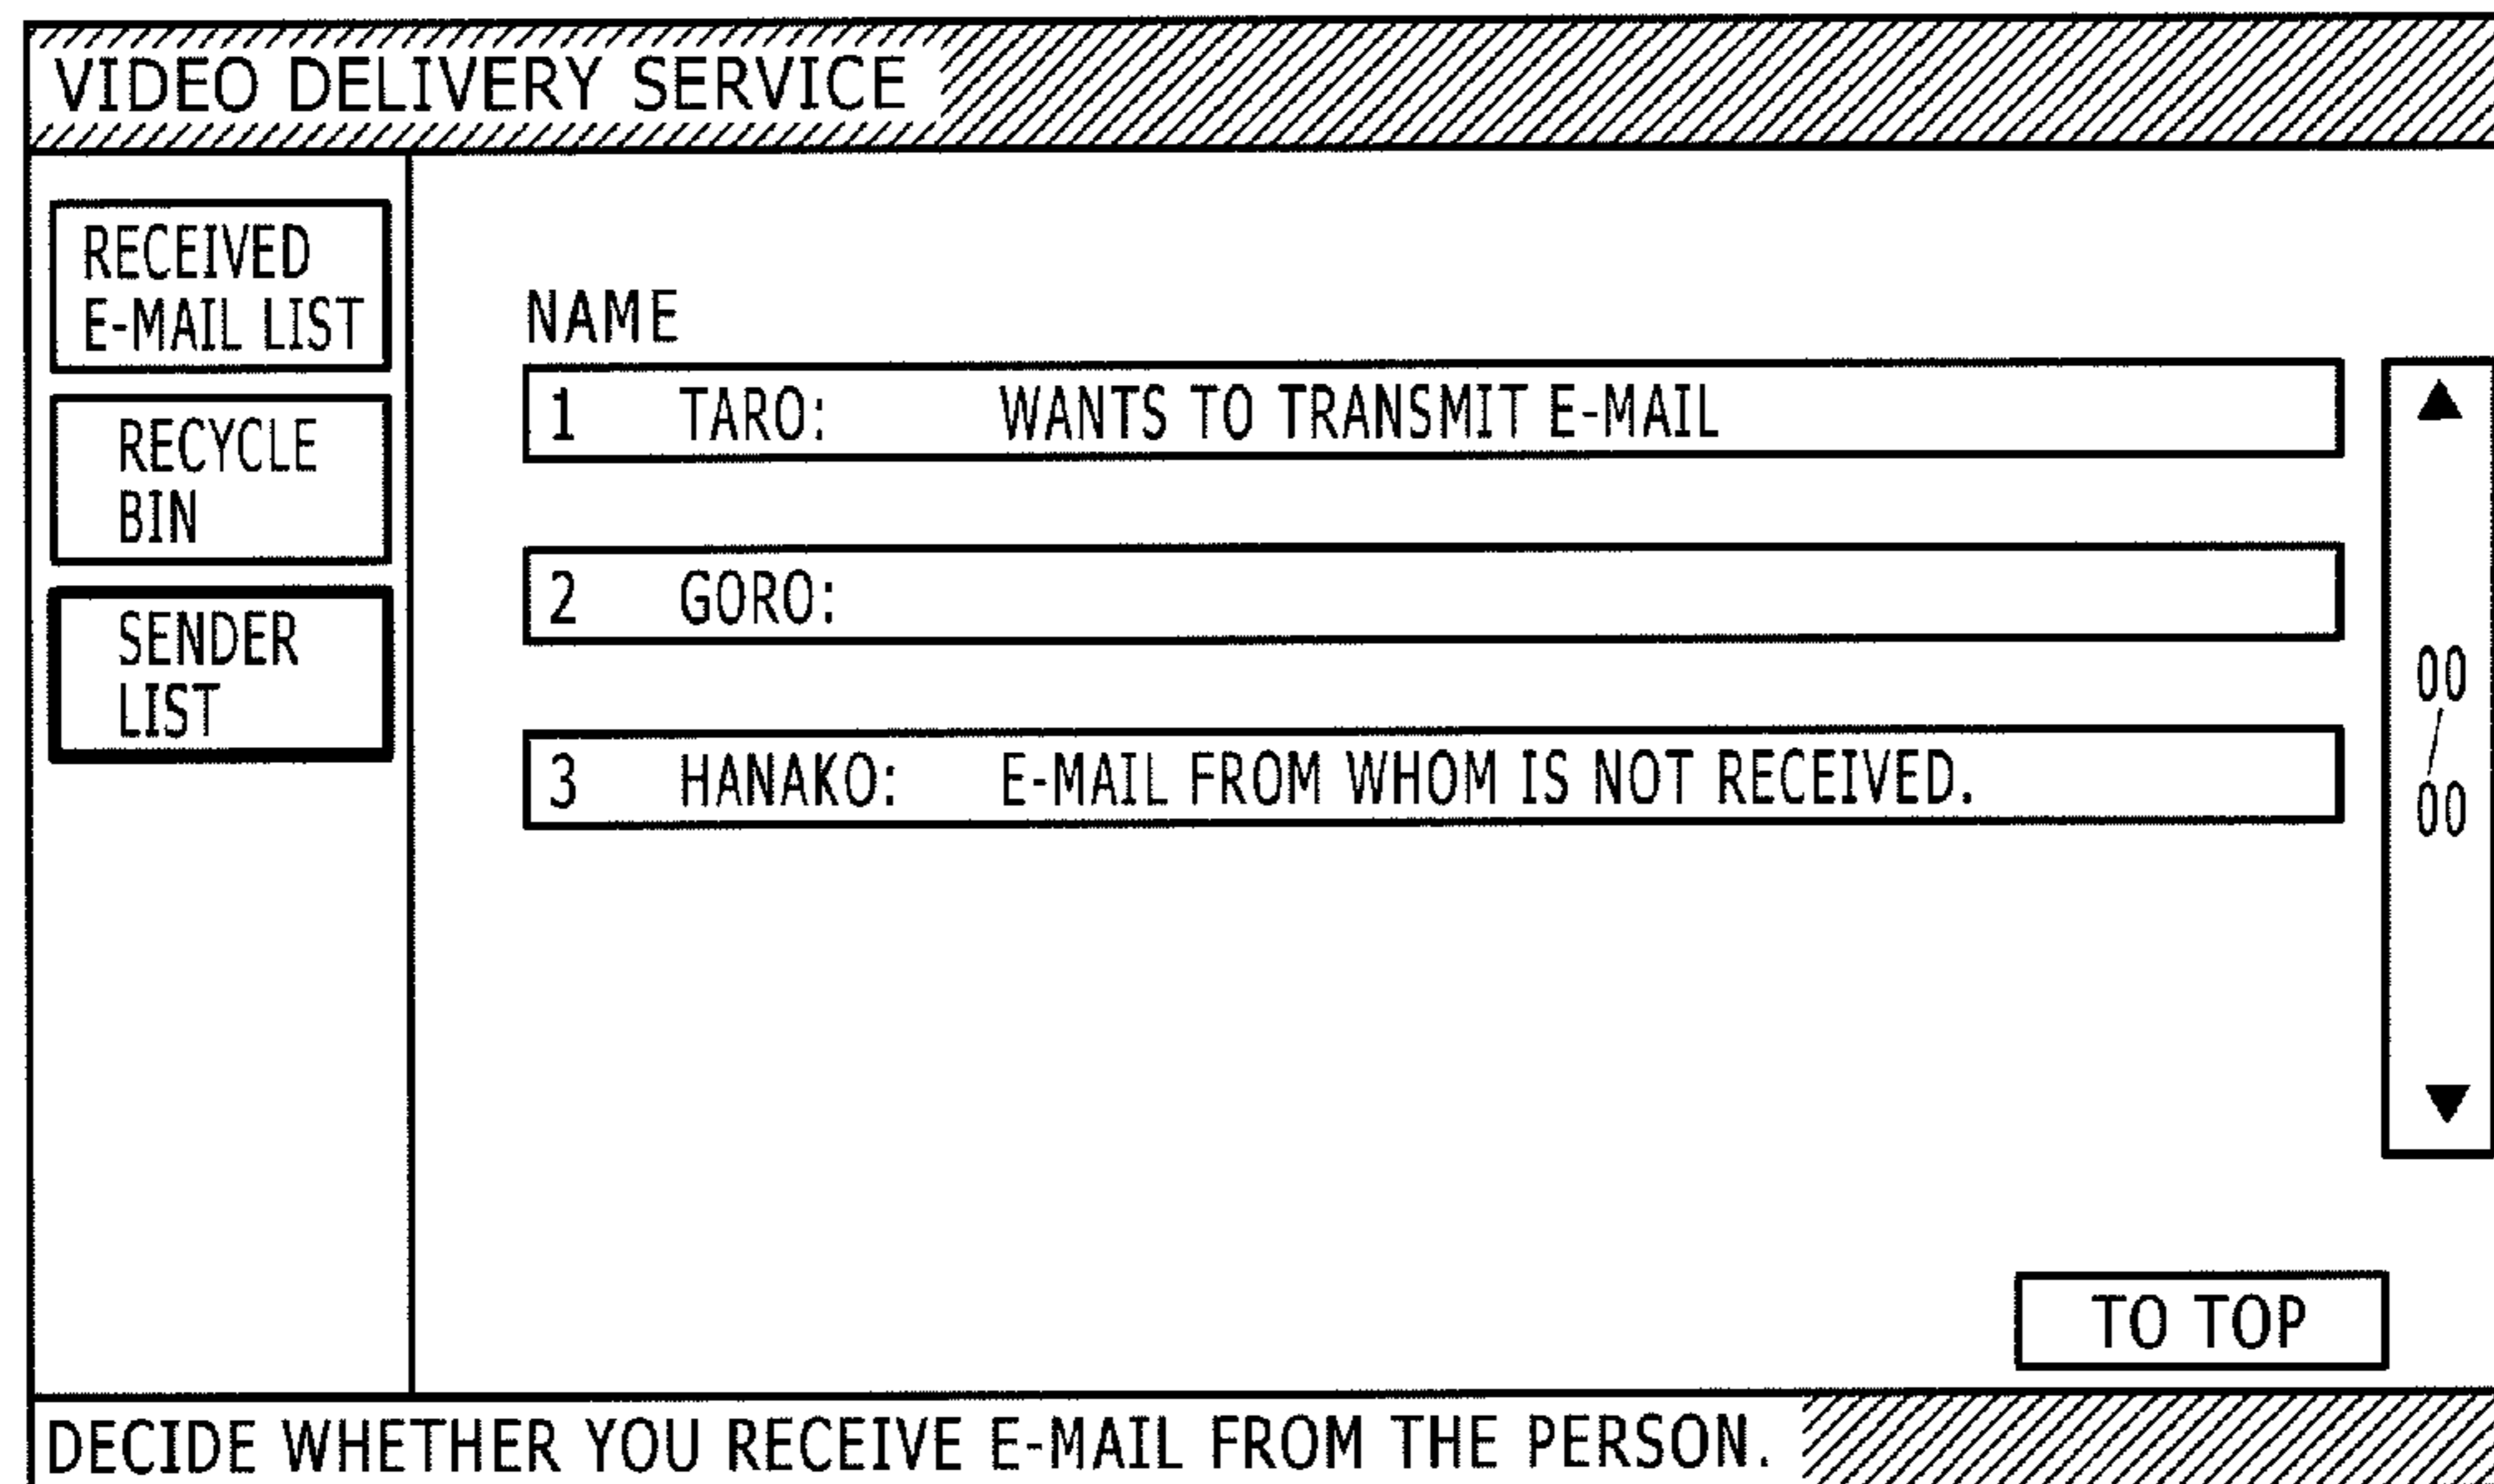 VIDEO DELIVERY SERVICE
RECEIVED
E-MAIL LIST
RECYCLE
BIN
SENDER
LIST
NAME
1 TARO: WANTS TO TRANSMIT E-MAIL
2 GORO:
3 HANAKO: E-MAIL FROM WHOM IS NOT RECEIVED.
▲
00
/
00
▼
TO TOP
DECIDE WHETHER YOU RECEIVE E-MAIL FROM THE PERSON.